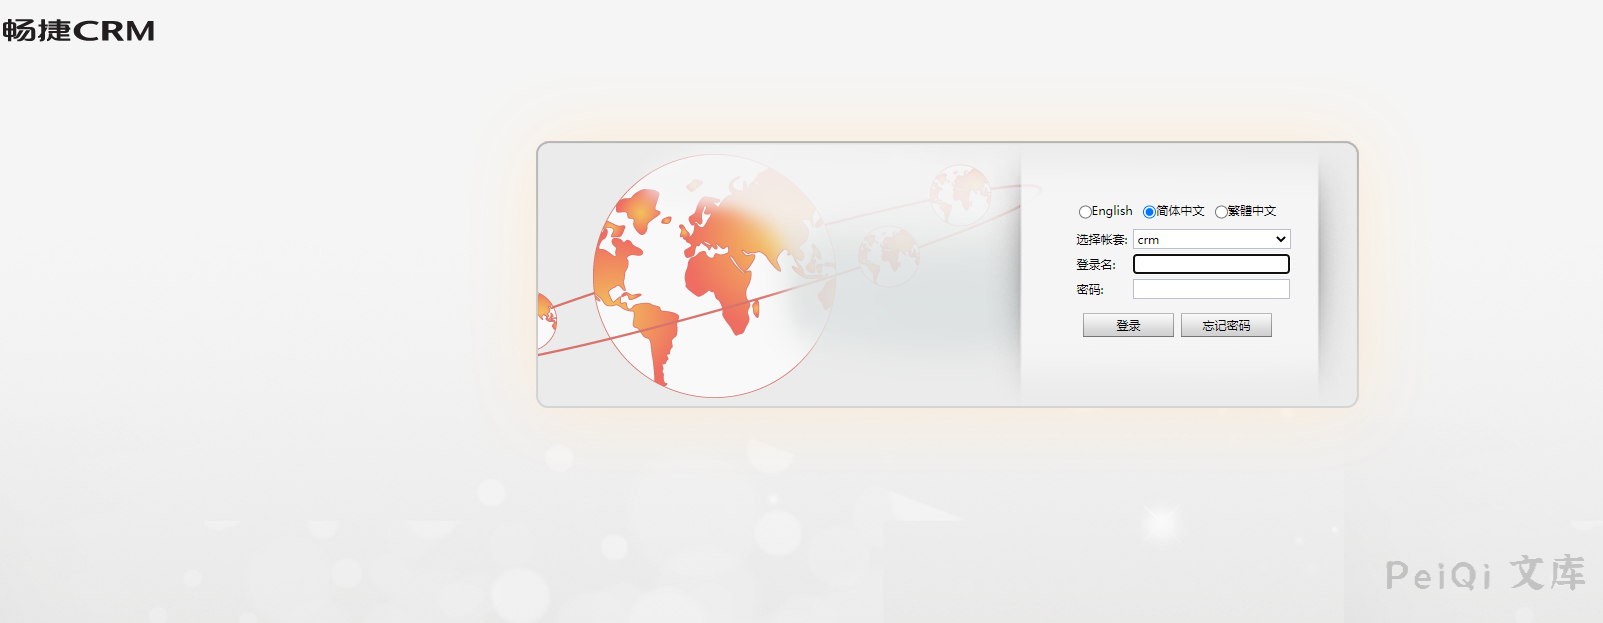 畅捷CRM
English 简体中文 繁體中文
选择帐套: crm
登录名:
密码:
登录 忘记密码
PeiQi 文库